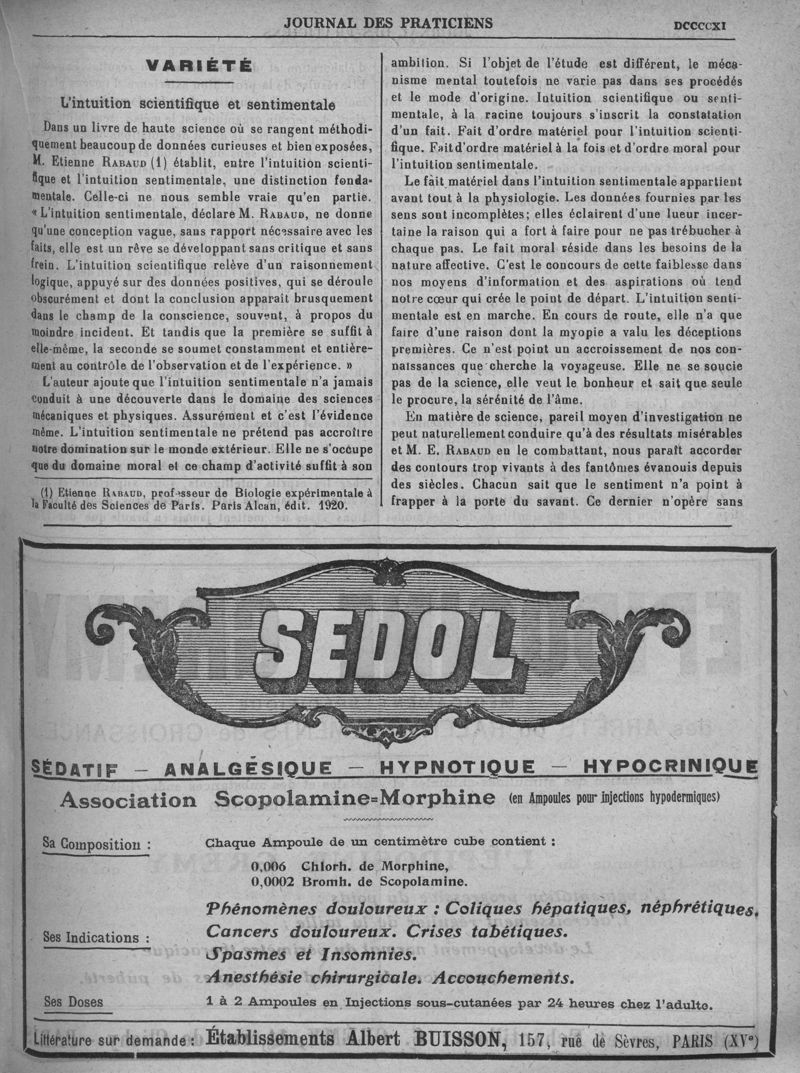 JOURNAL DES PRATICIENS
DCCCCXI
VARIÉTÉ
L'intuition scientifique et sentimentale
Dans un livre de haute science où se rangent méthodi-
quement beaucoup de données curieuses et bien exposées,
M. Etienne RABAUD (1) établit, entre l'intuition scienti-
fique et l'intuition sentimentale, une distinction fonda-
mentale. Celle-ci ne nous semble vraie qu'en partie.
« L'intuition sentimentale, déclare M. RABAUD, ne donne
qu'une conception vague, sans rapport nécessaire avec les
faits, elle est un rêve se développant sans critique et sans
frein. L'intuition scientifique relève d'un raisonnement
logique, appuyé sur des données positives, qui se déroule
obscurément et dont la conclusion apparait brusquement
dans le champ de la conscience, souvent, à propos du
moindre incident. Et tandis que la première se suffit à
elle-même, la seconde se soumet constamment et entière-
ment au contrôle de l'observation et de l'expérience. »
L'auteur ajoute que l'intuition sentimentale n'a jamais
conduit à une découverte dans le domaine des sciences
mécaniques et physiques. Assurément et c'est l'évidence
même. L'intuition sentimentale ne prétend pas accroître
notre domination sur le monde extérieur. Elle ne s'occupe
que du domaine moral et ce champ d'activité suffit à son
(1) Etienne RABAUD, professeur de Biologie expérimentale à
la Faculté des Sciences de Paris. Paris Alcan, édit. 1920.
ambition. Si l'objet de l'étude est différent, le méca-
nisme mental toutefois ne varie pas dans ses procédés
et le mode d'origine. Intuition scientifique ou senti-
mentale, à la racine toujours s'inscrit la constatation
d'un fait. Fait d'ordre matériel pour l'intuition scienti-
fique. Fait d'ordre matériel à la fois et d'ordre moral pour
l'intuition sentimentale.
Le fait matériel dans l'intuition sentimentale appartient
avant tout à la physiologie. Les données fournies par les
sens sont incomplètes; elles éclairent d'une lueur incer-
taine la raison qui a fort à faire pour ne pas trébucher à
chaque pas. Le fait moral réside dans les besoins de la
nature affective. C'est le concours de cette faiblesse dans
nos moyens d'information et des aspirations où tend
notre cœur qui crée le point de départ. L'intuition senti-
mentale est en marche. En cours de route, elle n'a que
faire d'une raison dont la myopie a valu les déceptions
premières. Ce n'est point un accroissement de nos con-
naissances que cherche la voyageuse. Elle ne se soucie
pas de la science, elle veut le bonheur et sait que seule
le procure, la sérénité de l'âme.
En matière de science, pareil moyen d'investigation ne
peut naturellement conduire qu'à des résultats misérables
et M. E. RABAUD en le combattant, nous paraît accorder
des contours trop vivants à des fantômes évanouis depuis
des siècles. Chacun sait que le sentiment n'a point à
frapper à la porte du savant. Ce dernier n'opère sans
SEDOL
SÉDATIF — ANALGÉSIQUE — HYPNOTIQUE — HYPOCRINIQUE
Association Scopolamine=Morphine (en Ampoules pour injections hypodermiques)
Sa Composition :
Chaque Ampoule de un centimètre cube contient :
0,006 Chlorh. de Morphine,
0,0002 Bromh. de Scopolamine.
Ses Indications :
Phénomènes douloureux : Coliques hépatiques, néphrétiques.
Cancers douloureux. Crises tabétiques.
Spasmes et Insomnies.
Anesthésie chirurgicale. Accouchements.
Ses Doses
1 à 2 Ampoules en Injections sous-cutanées par 24 heures chez l'adulte.
Littérature sur demande : Établissements Albert BUISSON, 157, rue de Sèvres, PARIS (XVe)